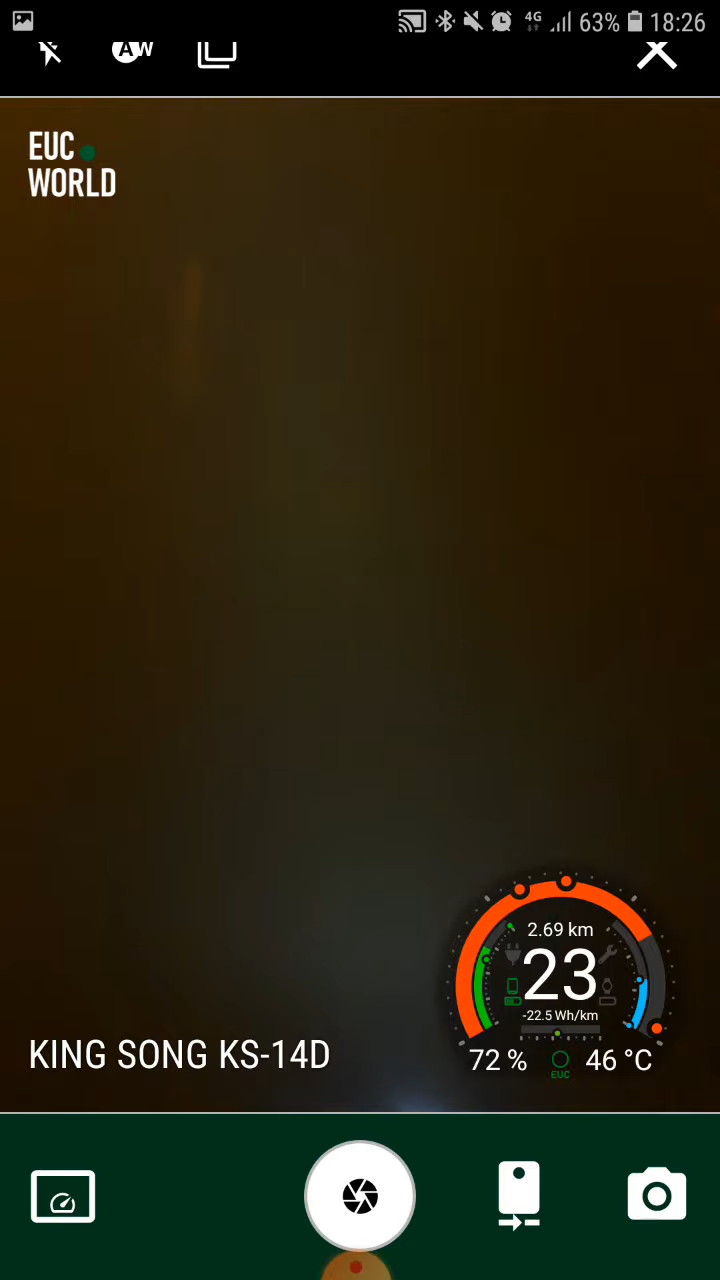 4G 63% 18:26
AW
EUC
WORLD
2.69 km
23
-22.5 Wh/km
KING SONG KS-14D
72 % EUC 46 °C